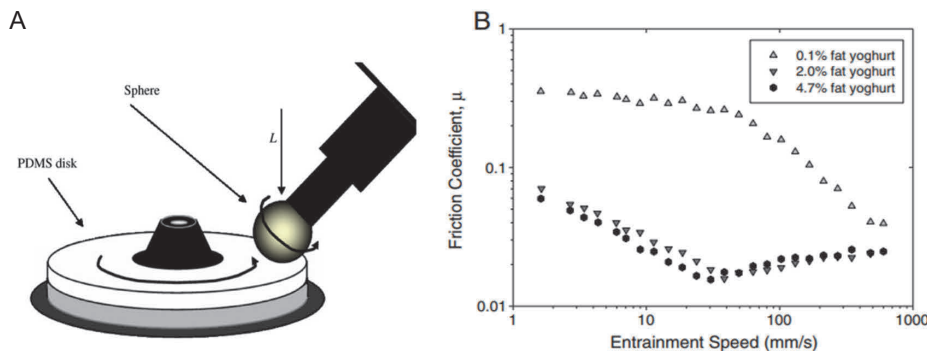 A
Sphere
L
PDMS disk
B
1
0.1
0.01
Friction Coefficient, μ
0.1% fat yoghurt
2.0% fat yoghurt
4.7% fat yoghurt
1 10 100 1000
Entrainment Speed (mm/s)